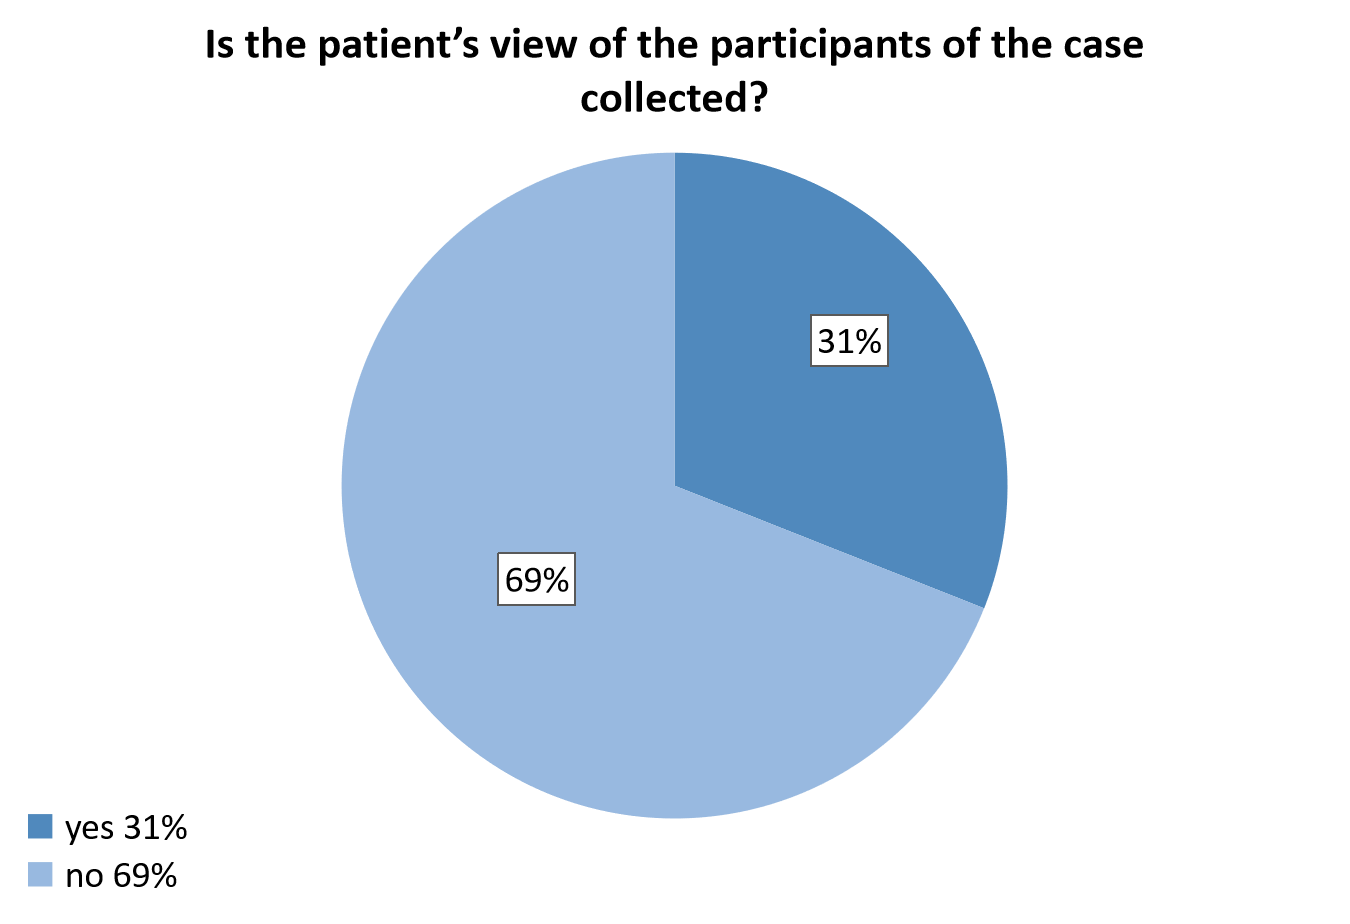 Is the patient’s view of the participants of the case
collected?
31%
69%
yes 31%
no 69%